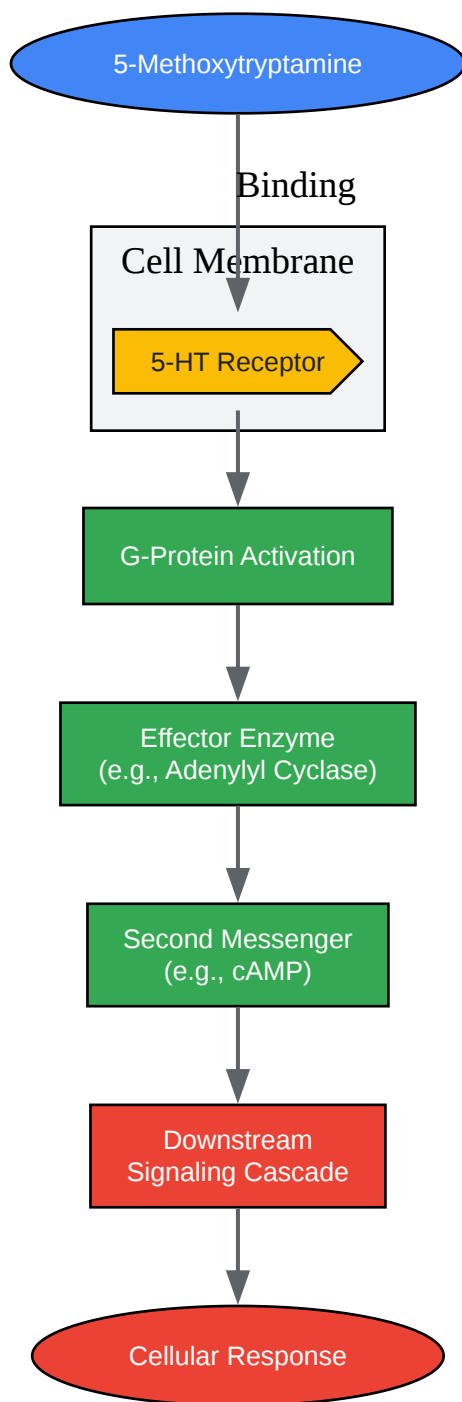 5-Methoxytryptamine
Binding
Cell Membrane
5-HT Receptor
G-Protein Activation
Effector Enzyme
(e.g., Adenylyl Cyclase)
Second Messenger
(e.g., cAMP)
Downstream
Signaling Cascade
Cellular Response